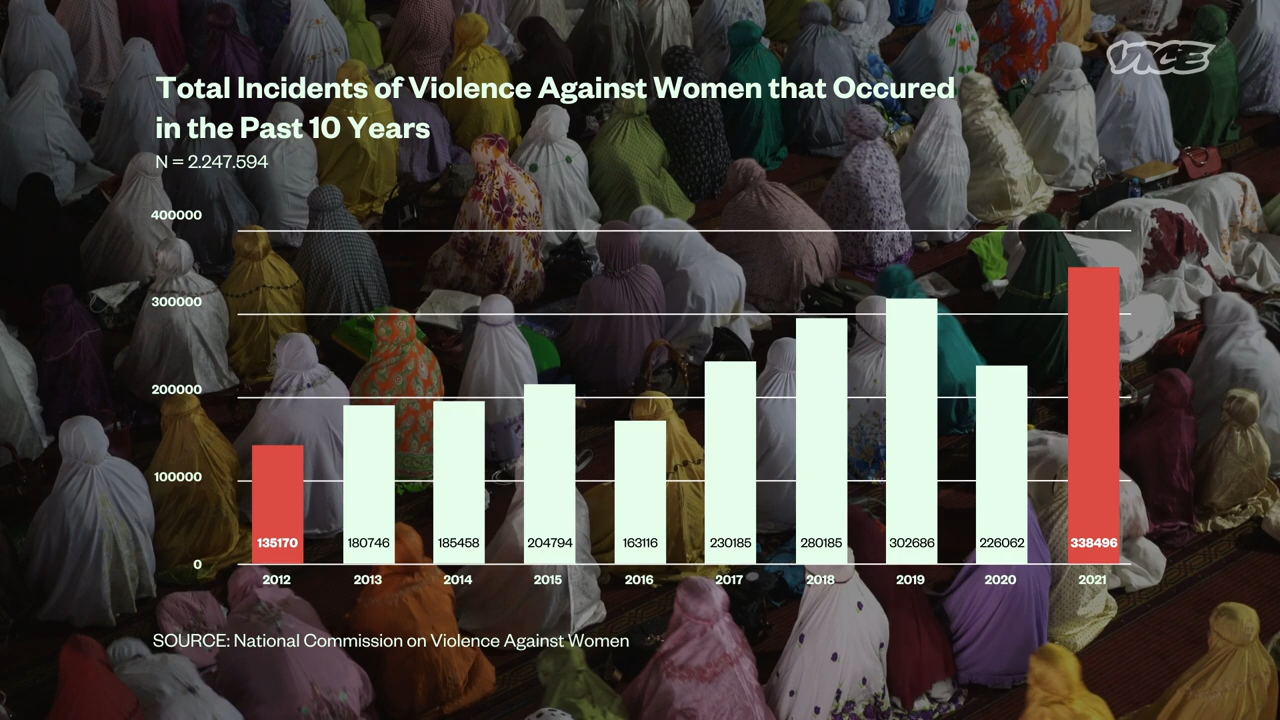 VICE
Total Incidents of Violence Against Women that Occured
in the Past 10 Years
N = 2.247.594
400000
300000
200000
100000
0
135170 180746 185458 204794 163116 230185 280185 302686 226062 338496
2012 2013 2014 2015 2016 2017 2018 2019 2020 2021
SOURCE: National Commission on Violence Against Women